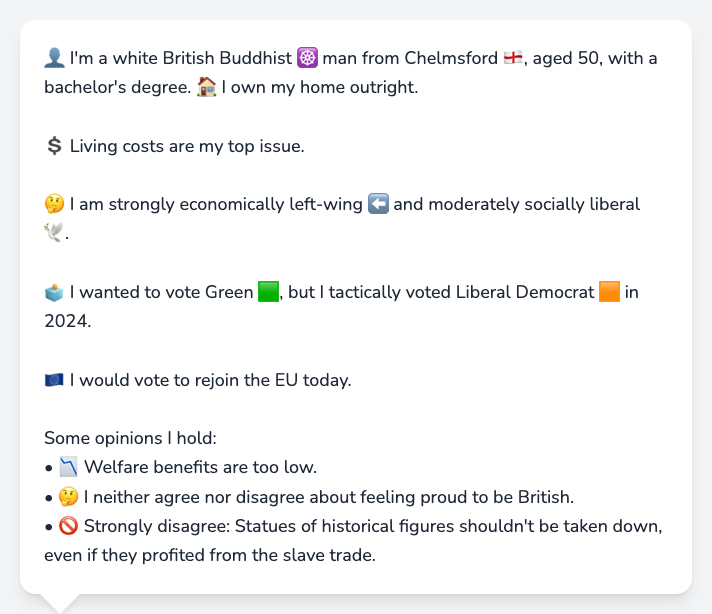 👤 I'm a white British Buddhist ☸️ man from Chelmsford 🏴󠁧󠁢󠁥󠁮󠁧󠁿, aged 50, with a
bachelor's degree. 🏠 I own my home outright.
💲 Living costs are my top issue.
🤔 I am strongly economically left-wing ⬅️ and moderately socially liberal
🕊️.
🗳️ I wanted to vote Green 🟩, but I tactically voted Liberal Democrat 🟧 in
2024.
🇪🇺 I would vote to rejoin the EU today.
Some opinions I hold:
• 📉 Welfare benefits are too low.
• 🤔 I neither agree nor disagree about feeling proud to be British.
• 🚫 Strongly disagree: Statues of historical figures shouldn't be taken down,
even if they profited from the slave trade.